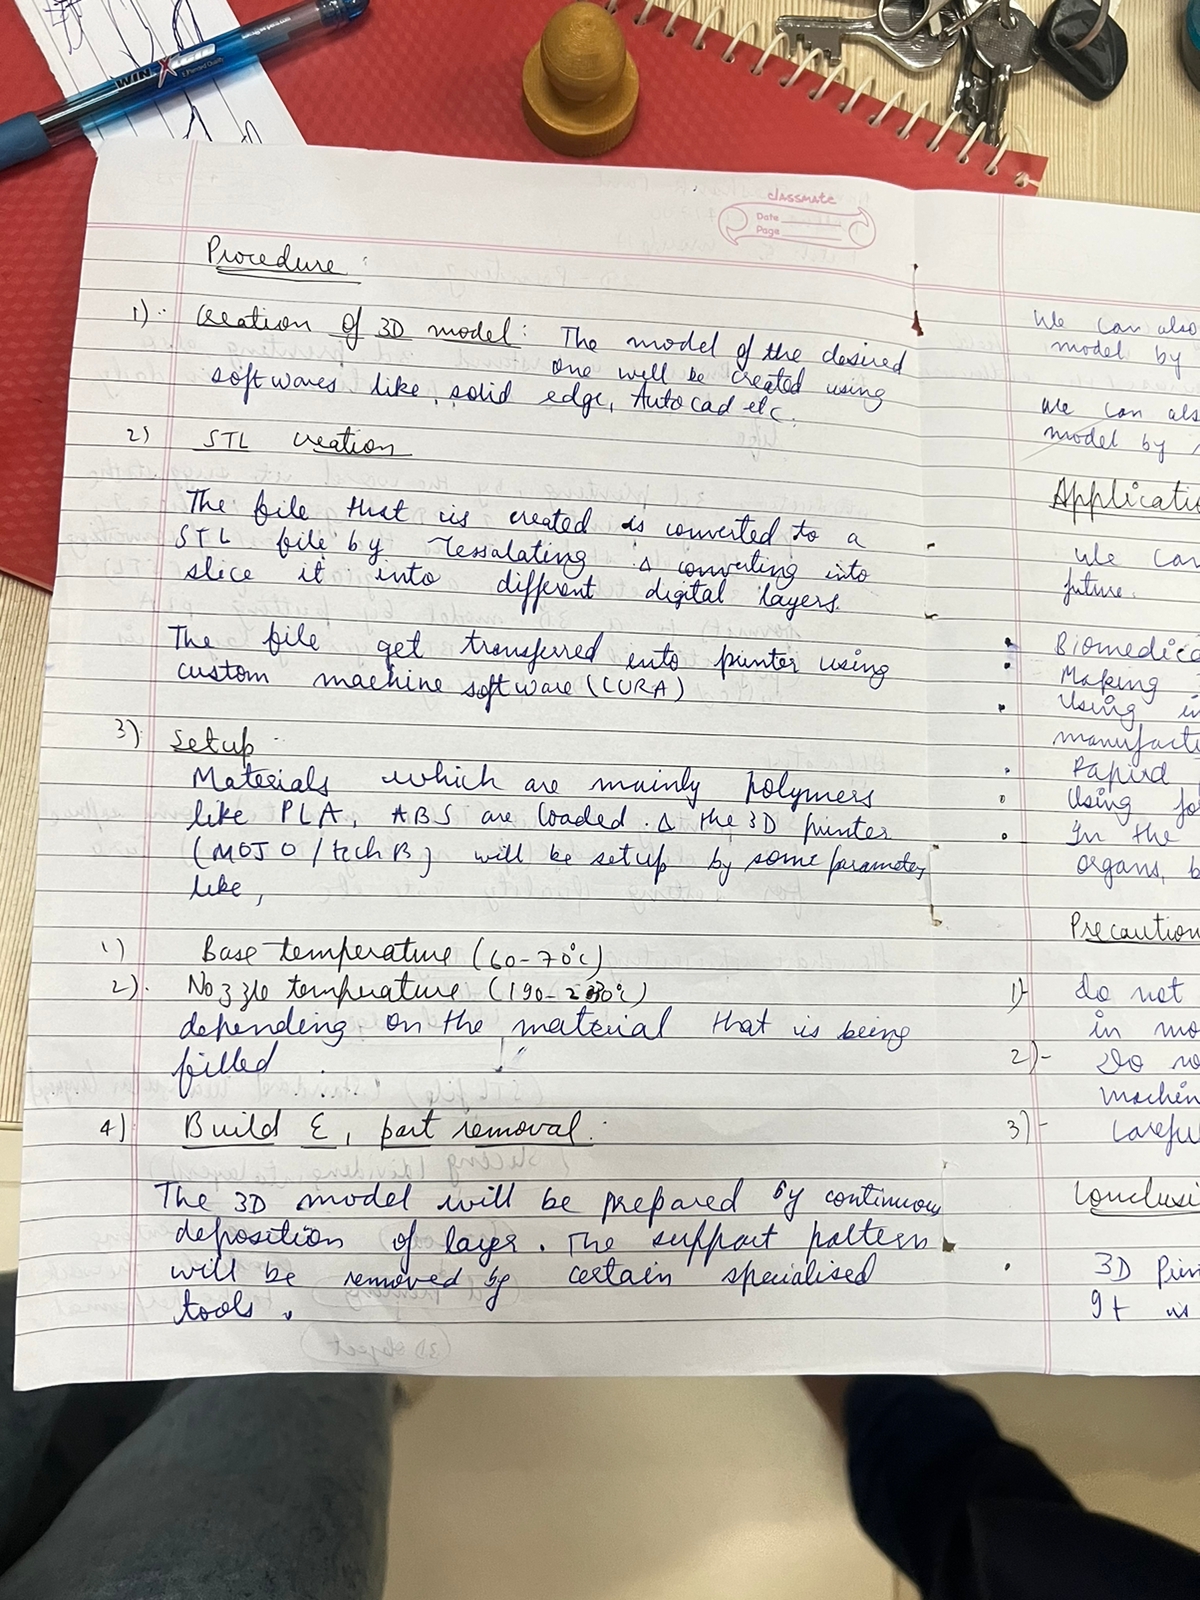 WIN X
classmate
Date
Page
Procedure :
1) Creation of 3D model : The model of the desired
one will be created using
softwares like, solid edge, Autocad etc.
2) STL creation
The file that is created is converted to a
STL file by Tessalating & converting into
slice it into different digital layers.
The file get transferred into printer using
custom machine software (CURA)
3) Setup
Materials which are mainly polymers
like PLA, ABS are loaded. & the 3D printer
(MOJO / tech B) will be setup by some parameters
like,
1) Base temperature (60-70°C)
2). Nozzle temperature (190-230°C)
depending on the material that is being
filled.
4) Build &, part removal :
The 3D model will be prepared by continuous
deposition of layer. The support pattern
will be removed by certain specialised
tools.
We can also
model by
We can als
model by
Applicatio
We can
future.
Biomedica
Making
Using in
manufactu
Rapird
Using fo
In the
organs, b
Precaution
1)- do not
in mo
2)- Do no
machin
3)- Carefu
Conclusi
3D Prin
It is